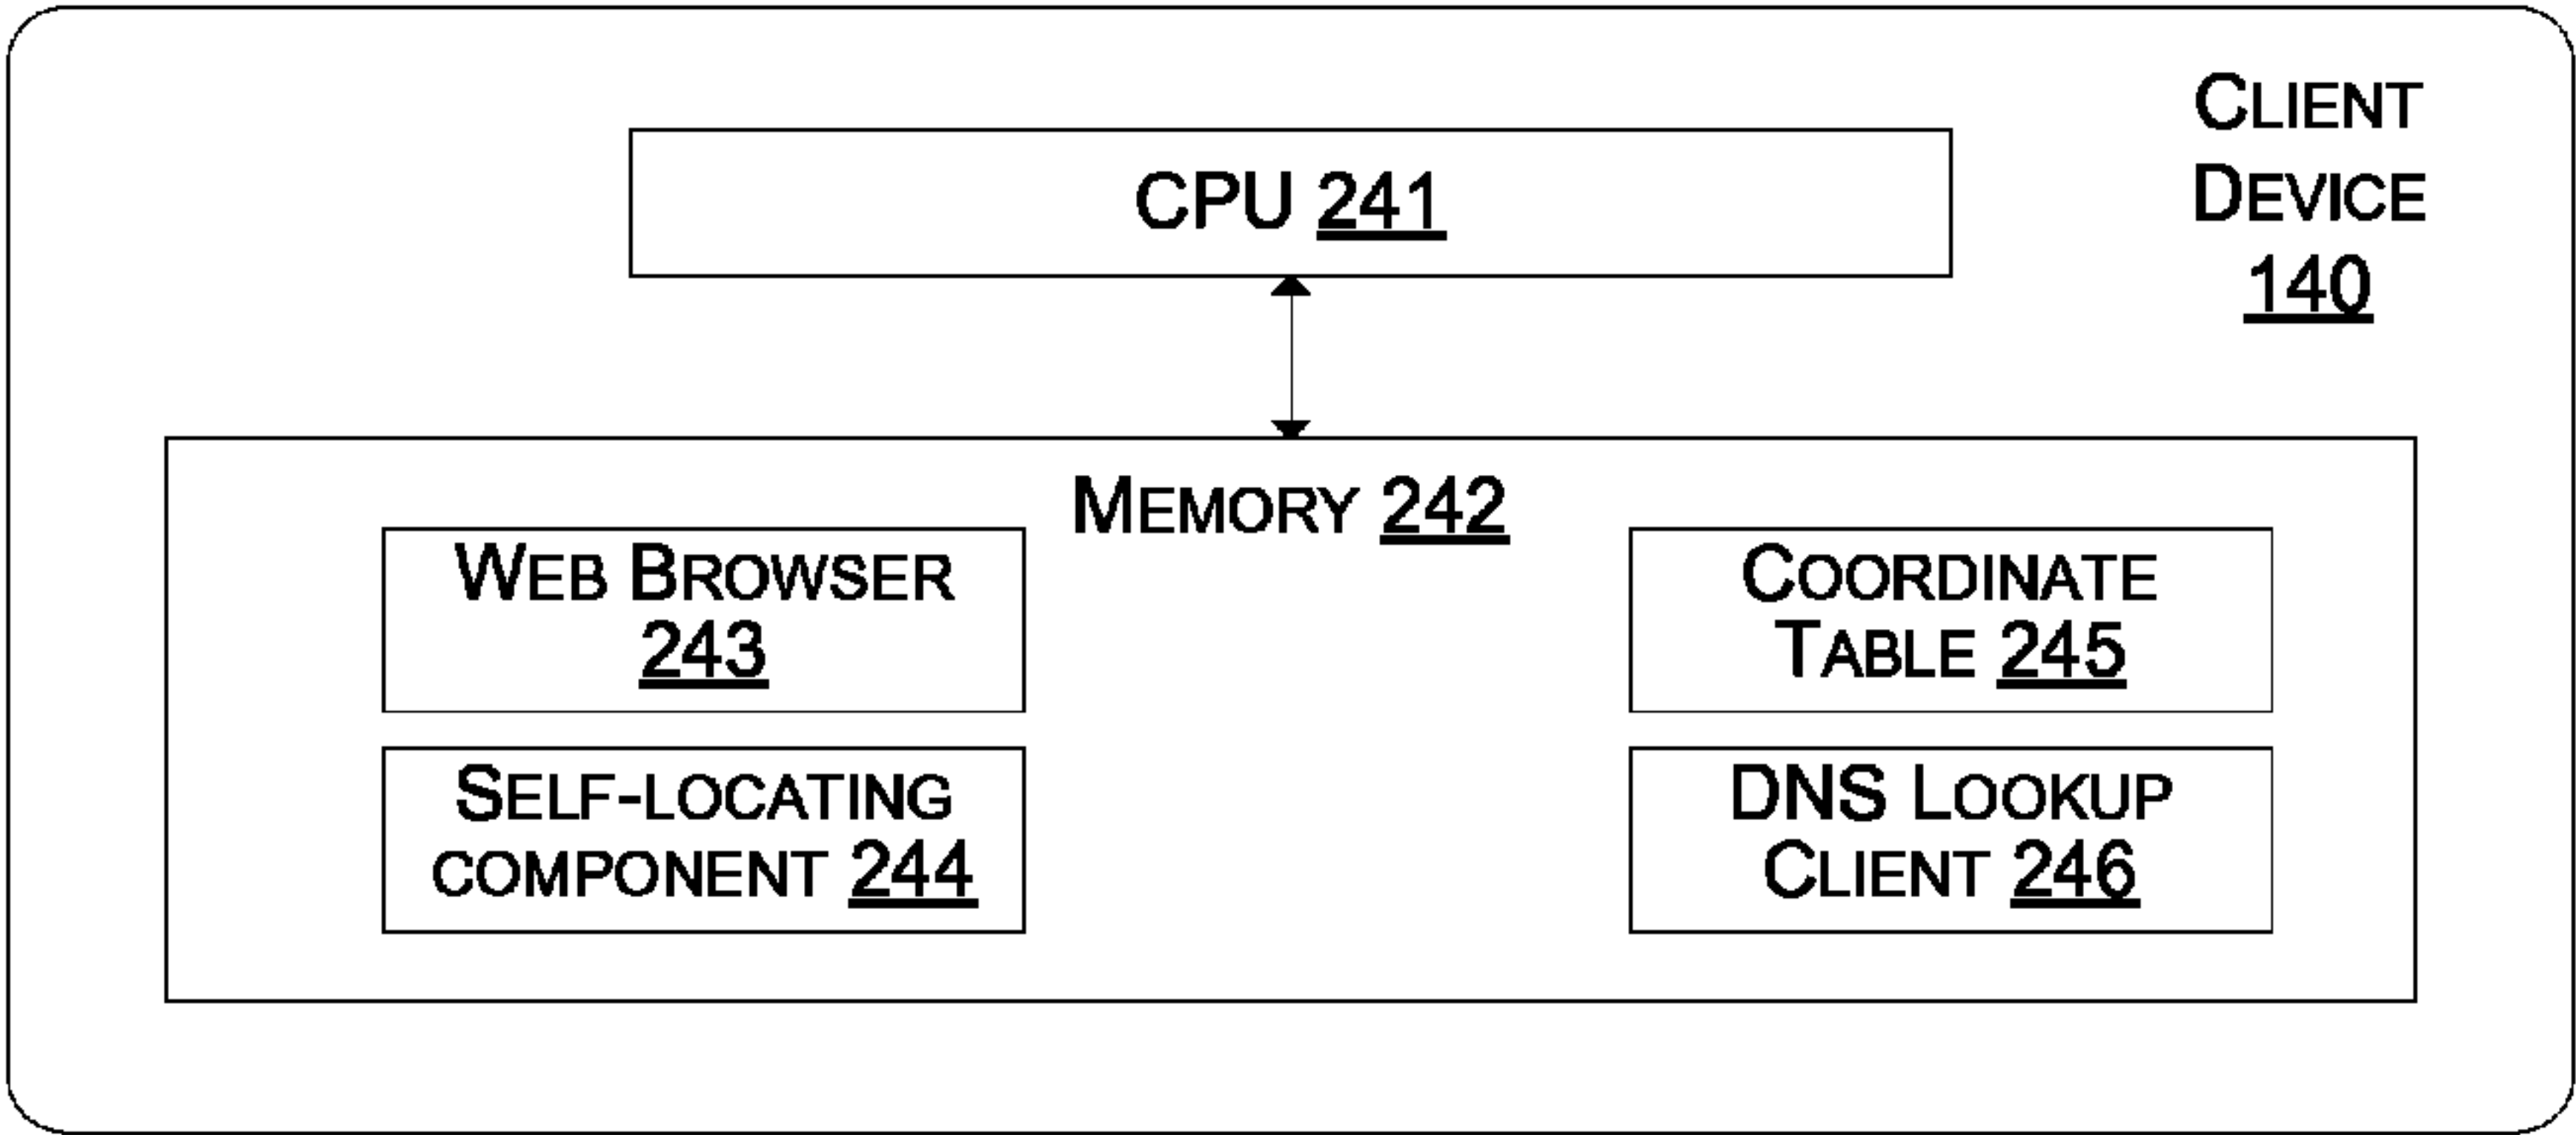 CLIENT
DEVICE
140
CPU 241
MEMORY 242
WEB BROWSER
243
COORDINATE
TABLE 245
SELF-LOCATING
COMPONENT 244
DNS LOOKUP
CLIENT 246